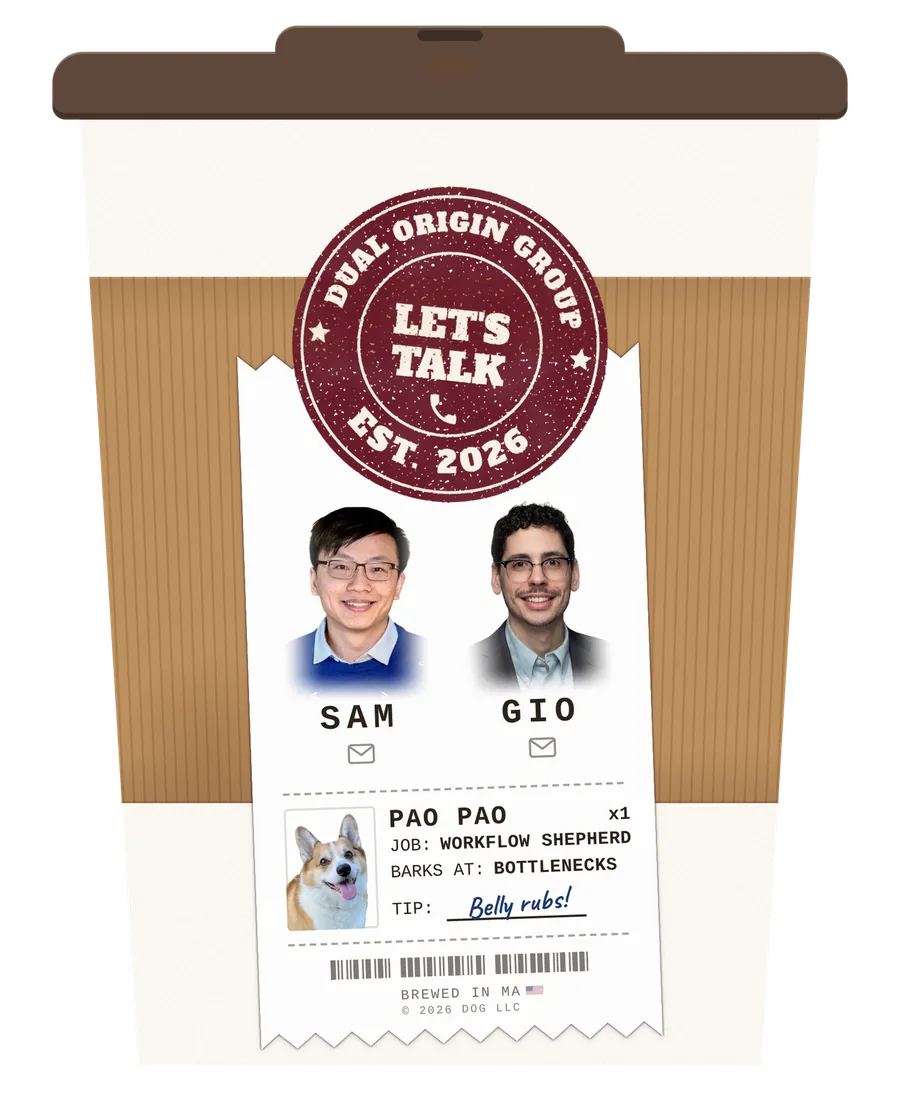 DUAL ORIGIN GROUP
LET'S
TALK
EST. 2026
SAM
GIO
PAO PAO x1
JOB: WORKFLOW SHEPHERD
BARKS AT: BOTTLENECKS
TIP: Belly rubs!
BREWED IN MA
© 2026 DOG LLC